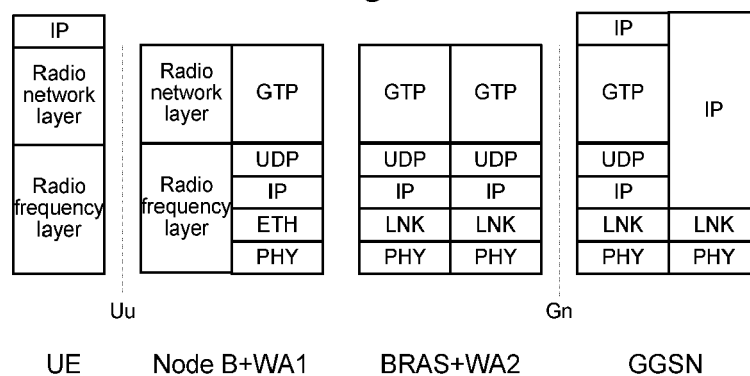 IP
Radio
network
layer
Radio
frequency
layer
Radio
network
layer
GTP
Radio
frequency
layer
UDP
IP
ETH
PHY
GTP
GTP
UDP
UDP
IP
IP
LNK
LNK
PHY
PHY
IP
GTP
IP
UDP
IP
LNK
LNK
PHY
PHY
Uu
Gn
UE
Node B+WA1
BRAS+WA2
GGSN